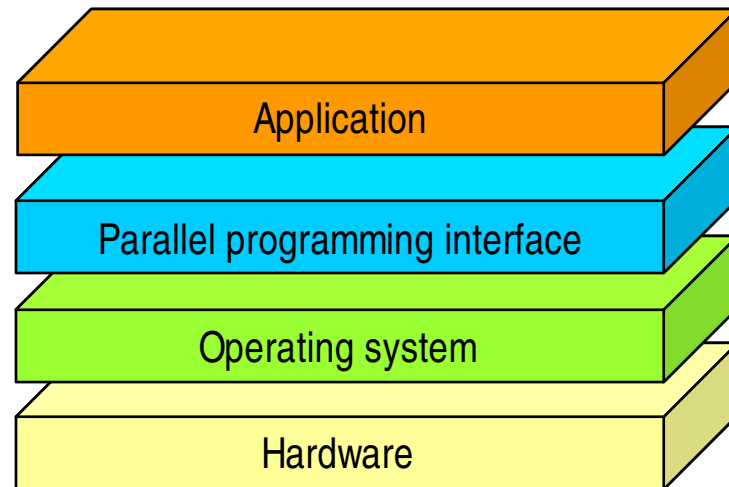 Application
Parallel programming interface
Operating system
Hardware